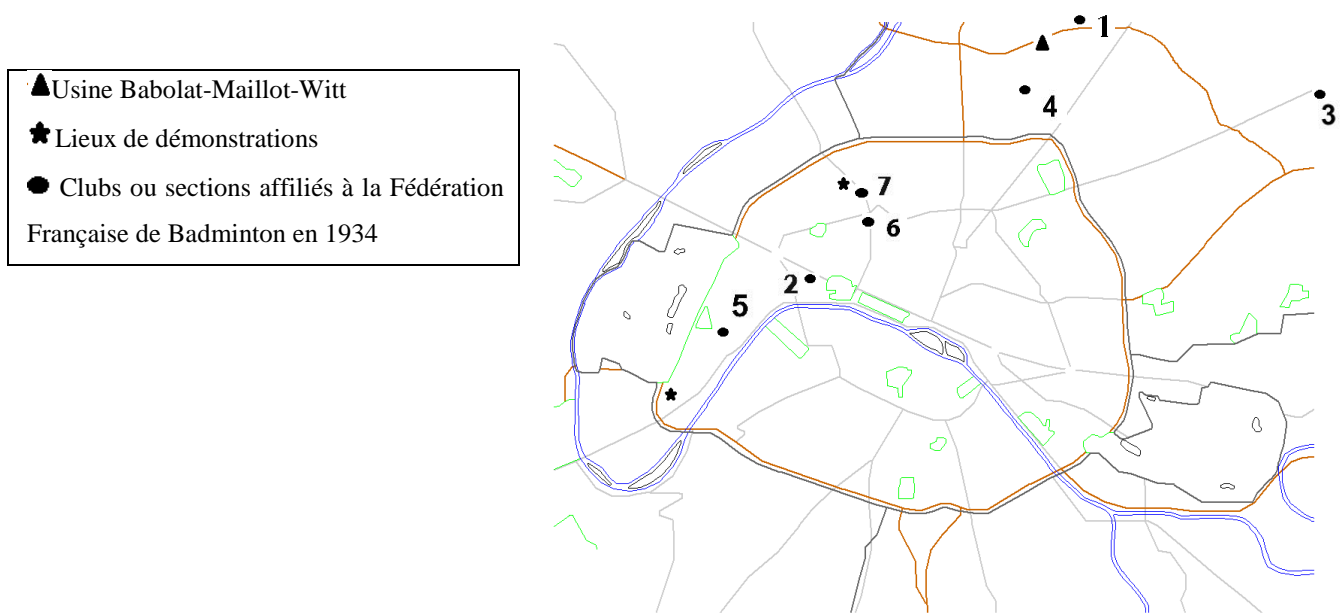 Usine Babolat-Maillot-Witt
Lieux de démonstrations
Clubs ou sections affiliés à la Fédération
Française de Badminton en 1934
1
4
3
7
6
2
5